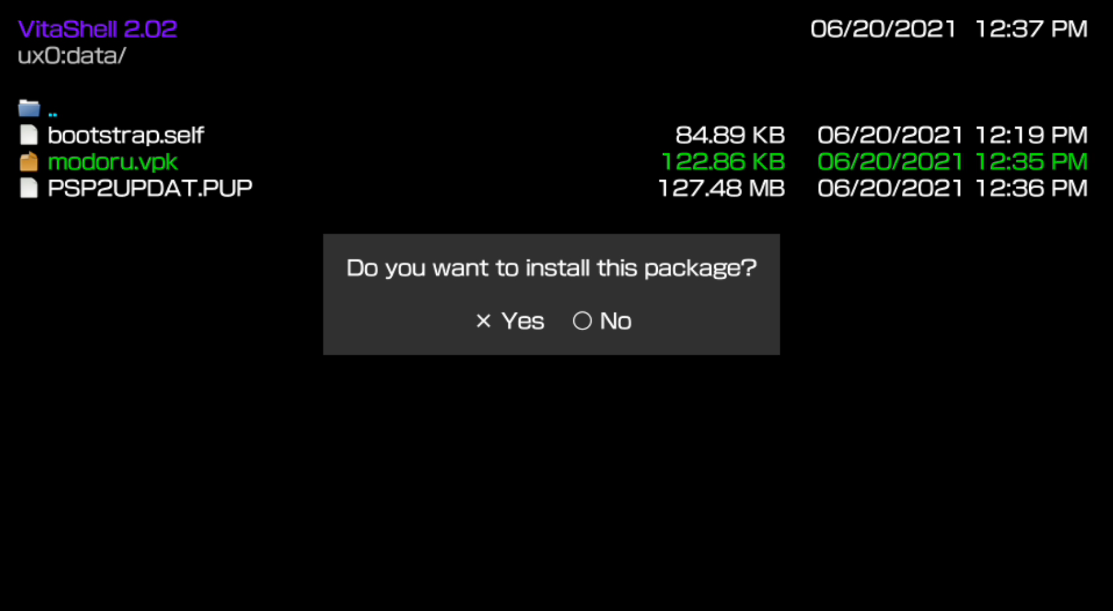 VitaShell 2.02 06/20/2021 12:37 PM
ux0:data/
..
bootstrap.self 84.89 KB 06/20/2021 12:19 PM
modoru.vpk 122.86 KB 06/20/2021 12:35 PM
PSP2UPDAT.PUP 127.48 MB 06/20/2021 12:36 PM
Do you want to install this package?
✕ Yes ○ No